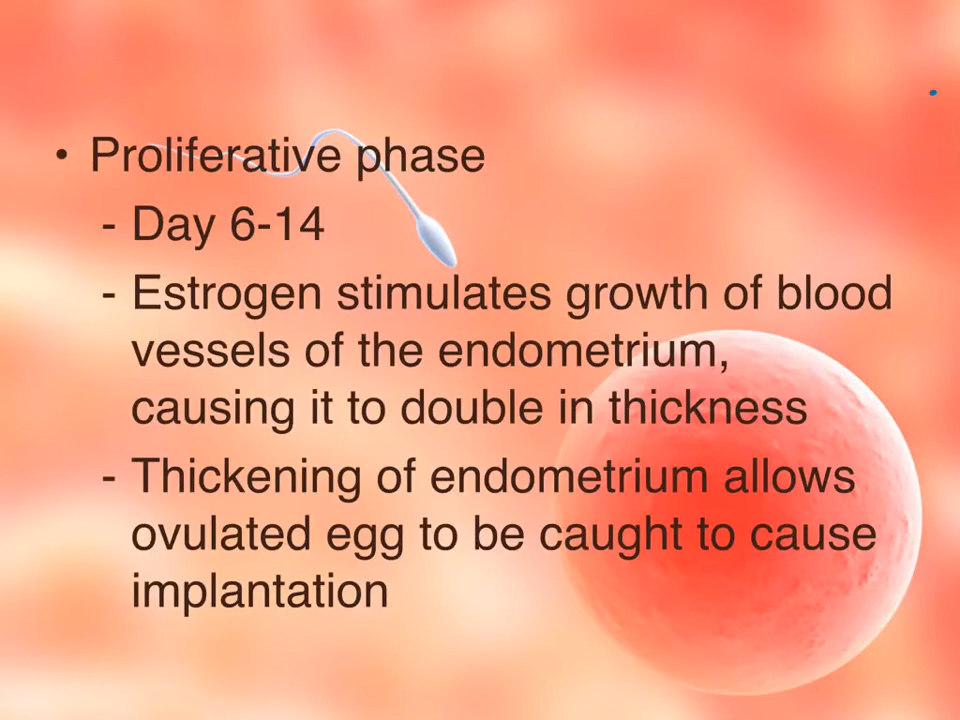 • Proliferative phase
- Day 6-14
- Estrogen stimulates growth of blood
vessels of the endometrium,
causing it to double in thickness
- Thickening of endometrium allows
ovulated egg to be caught to cause
implantation